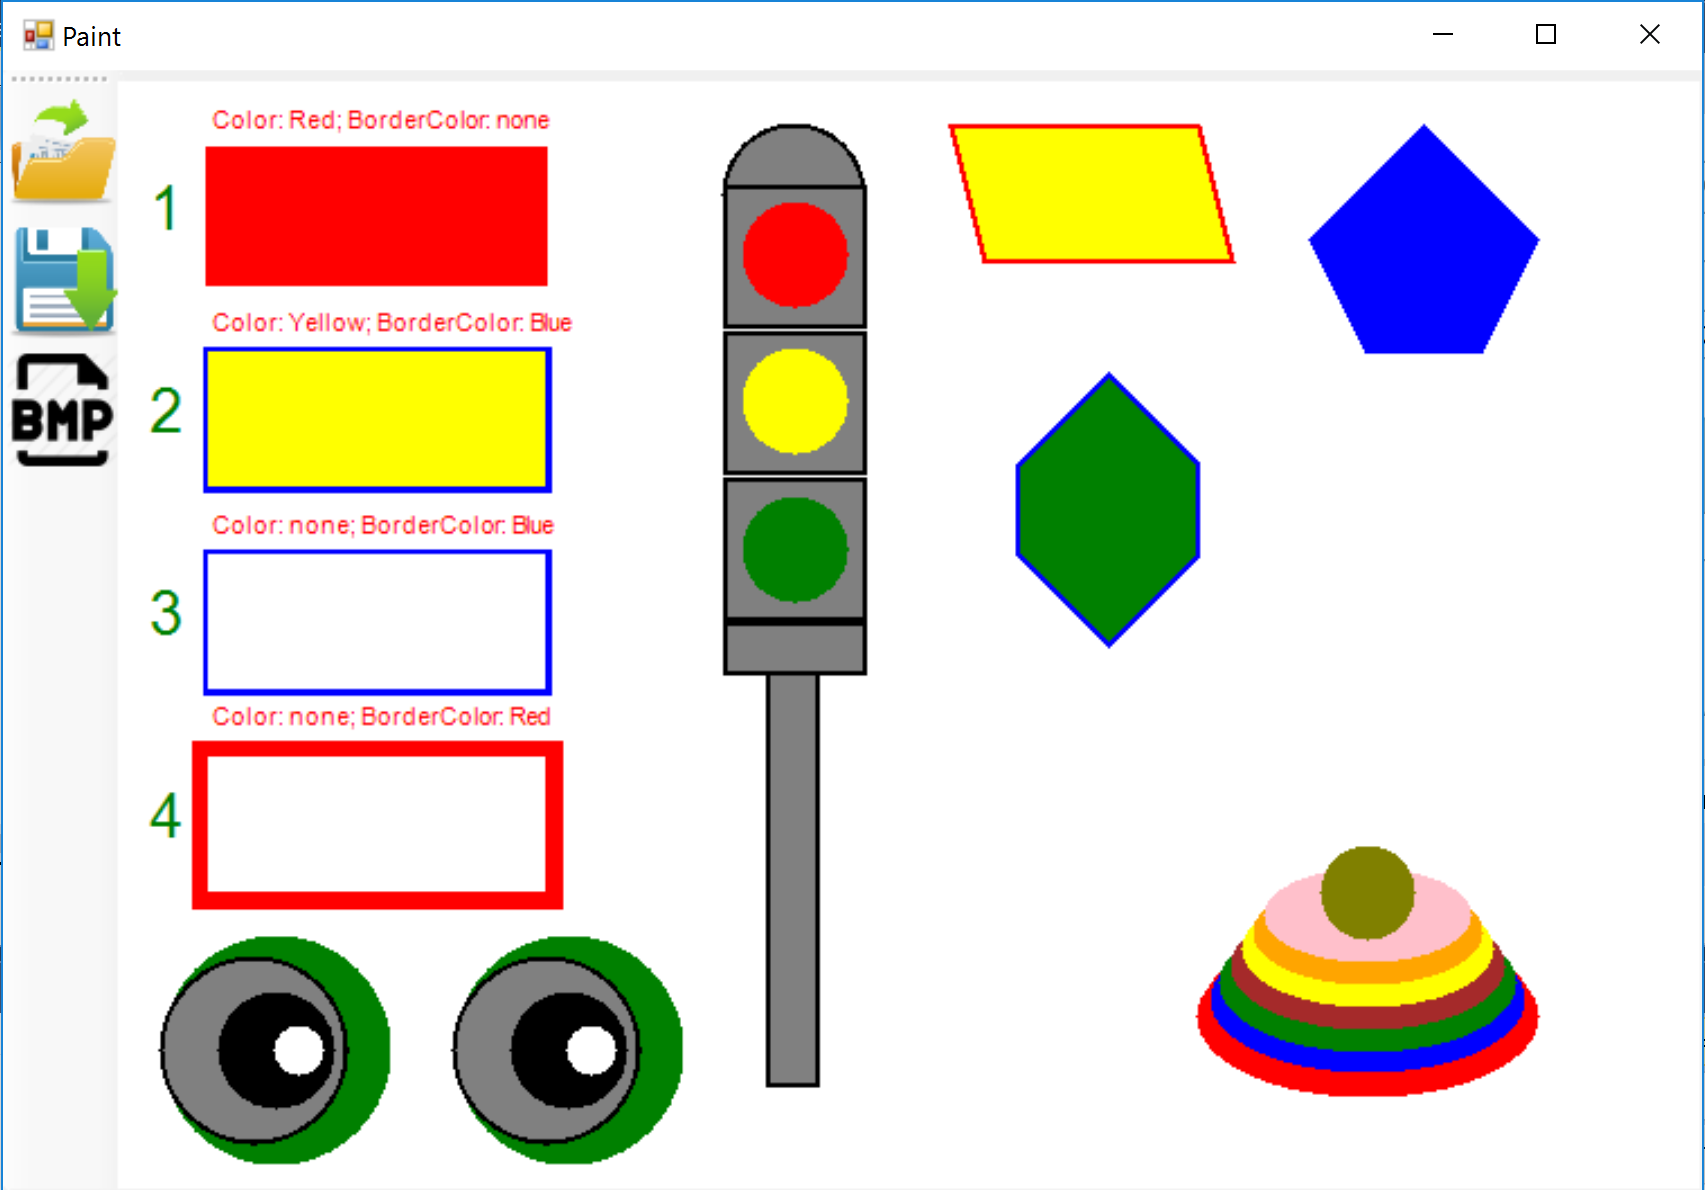 Paint
Color: Red; BorderColor: none
1
Color: Yellow; BorderColor: Blue
2
Color: none; BorderColor: Blue
3
Color: none; BorderColor: Red
4
BMP